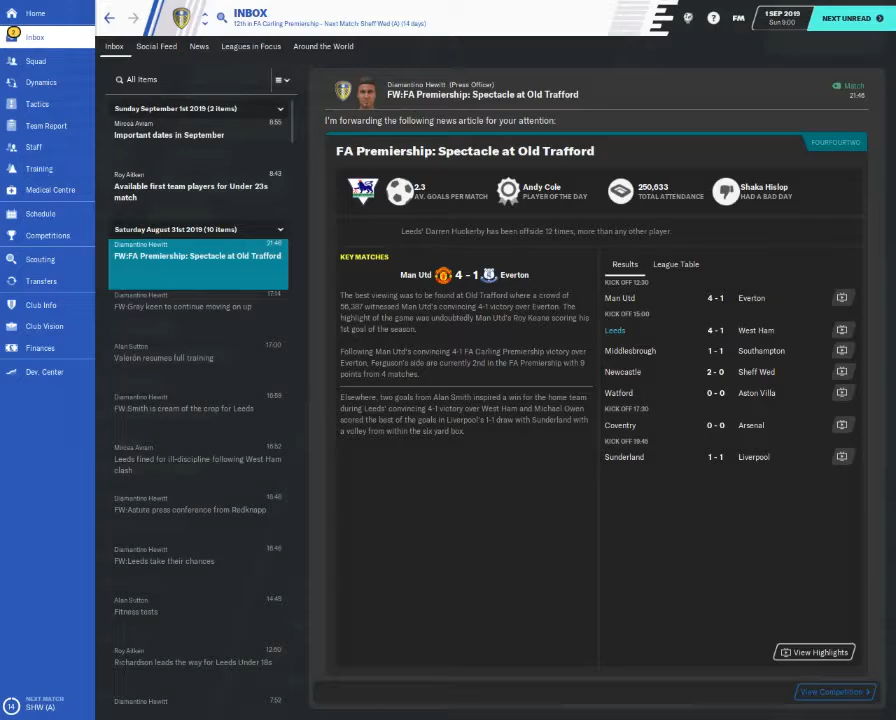 Home
INBOX
12th in FA Carling Premiership - Next Match: Sheff Wed (A) (14 days)
FM
1 SEP 2019
Sun 9:00
NEXT UNREAD
2
Inbox
Squad
Dynamics
Tactics
Team Report
Staff
Training
Medical Centre
Schedule
Competitions
Scouting
Transfers
Club Info
Club Vision
Finances
Dev. Center
14
NEXT MATCH
SHW (A)
Inbox
Social Feed
News
Leagues in Focus
Around the World
All Items
Sunday September 1st 2019 (2 items)
Mircea Avram
8:55
Important dates in September
Roy Aitken
8:43
Available first team players for Under 23s
match
Saturday August 31st 2019 (10 items)
Diamantino Hewitt
21:46
FW:FA Premiership: Spectacle at Old Trafford
Diamantino Hewitt
17:14
FW:Gray keen to continue moving on up
Alan Sutton
17:00
Valerón resumes full training
Diamantino Hewitt
16:59
FW:Smith is cream of the crop for Leeds
Mircea Avram
16:52
Leeds fined for ill-discipline following West Ham
clash
Diamantino Hewitt
16:46
FW:Astute press conference from Redknapp
Diamantino Hewitt
16:46
FW:Leeds take their chances
Alan Sutton
14:49
Fitness tests
Roy Aitken
12:50
Richardson leads the way for Leeds Under 18s
Diamantino Hewitt
7:52
Diamantino Hewitt (Press Officer)
FW:FA Premiership: Spectacle at Old Trafford
Match
21:46
I'm forwarding the following news article for your attention:
FOURFOURTWO
FA Premiership: Spectacle at Old Trafford
2.3
AV. GOALS PER MATCH
Andy Cole
PLAYER OF THE DAY
250,633
TOTAL ATTENDANCE
Shaka Hislop
HAD A BAD DAY
Leeds' Darren Huckerby has been offside 12 times, more than any other player.
KEY MATCHES
Man Utd 4 - 1 Everton
The best viewing was to be found at Old Trafford where a crowd of
56,387 witnessed Man Utd's convincing 4-1 victory over Everton. The
highlight of the game was undoubtedly Man Utd's Roy Keane scoring his
1st goal of the season.
Following Man Utd's convincing 4-1 FA Carling Premiership victory over
Everton, Ferguson's side are currently 2nd in the FA Premiership with 9
points from 4 matches.
Elsewhere, two goals from Alan Smith inspired a win for the home team
during Leeds' convincing 4-1 victory over West Ham and Michael Owen
scored the best of the goals in Liverpool's 1-1 draw with Sunderland with
a volley from within the six yard box.
Results
League Table
KICK OFF 12:30
Man Utd 4 - 1 Everton
KICK OFF 15:00
Leeds 4 - 1 West Ham
Middlesbrough 1 - 1 Southampton
Newcastle 2 - 0 Sheff Wed
Watford 0 - 0 Aston Villa
KICK OFF 17:30
Coventry 0 - 0 Arsenal
KICK OFF 19:45
Sunderland 1 - 1 Liverpool
View Highlights
View Competition >